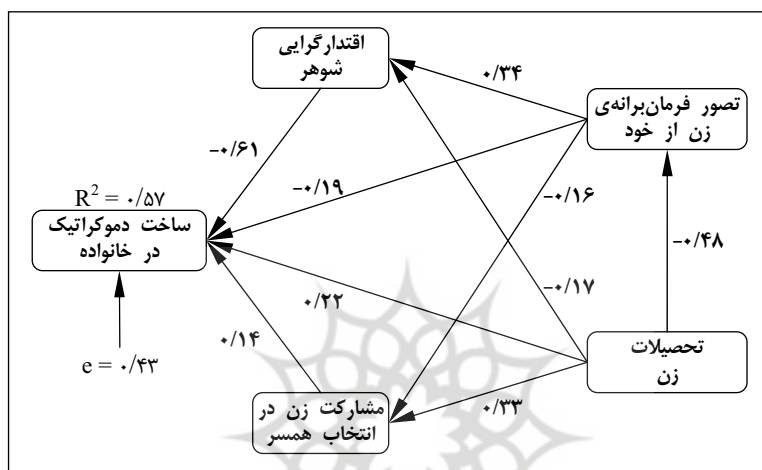 اقتدارگرایی
شوهر
۰/۳۴
تصور فرمان‌برانه‌ی
زن از خود
-۰/۶۱
-۰/۱۹
-۰/۱۶
R² = ۰/۵۷
ساخت دموکراتیک
در خانواده
-۰/۴۸
۰/۲۲
-۰/۱۷
۰/۱۴
تحصیلات
زن
e = ۰/۴۳
مشارکت زن در
انتخاب همسر
۰/۳۳